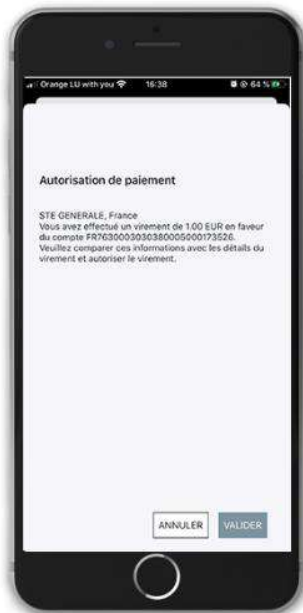 Orange LU with you 16:38 64 %
Autorisation de paiement
STE GENERALE, France
Vous avez effectué un virement de 1.00 EUR en faveur
du compte FR7630003030380005000173526.
Veuillez comparer ces informations avec les détails du
virement et autoriser le virement.
ANNULER VALIDER